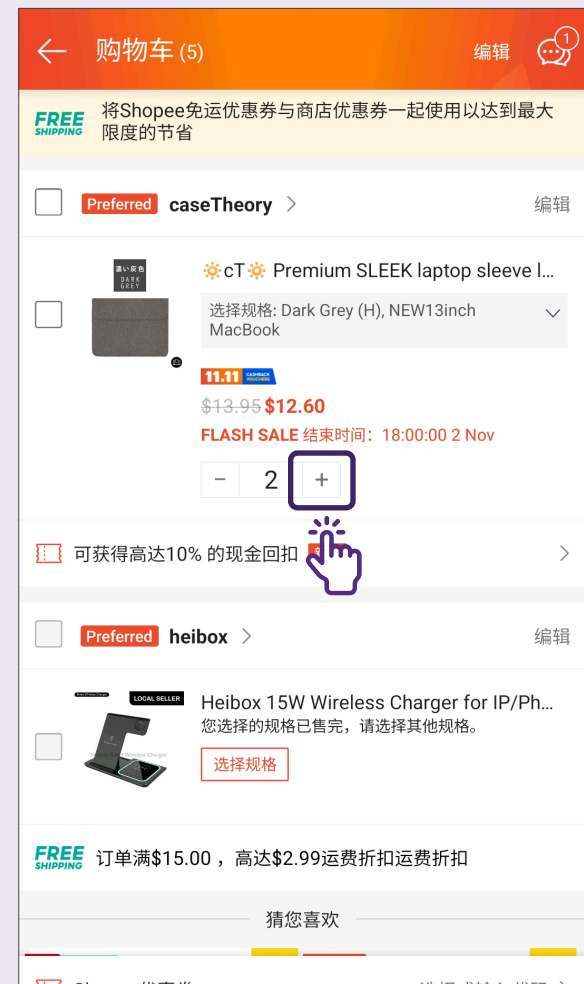 购物车 (5)
编辑
1
FREE SHIPPING
将Shopee免运优惠券与商店优惠券一起使用以达到最大
限度的节省
Preferred caseTheory
编辑
濃い灰色
DARK
GREY
cT Premium SLEEK laptop sleeve l...
选择规格: Dark Grey (H), NEW13inch
MacBook
11.11 CASHBACK VOUCHERS
$13.95 $12.60
FLASH SALE 结束时间：18:00:00 2 Nov
- 2 +
可获得高达10% 的现金回扣
Preferred heibox
编辑
LOCAL SELLER
Heibox 15W Wireless Charger for IP/Ph...
您选择的规格已售完，请选择其他规格。
选择规格
FREE SHIPPING
订单满$15.00 ，高达$2.99运费折扣运费折扣
猜您喜欢